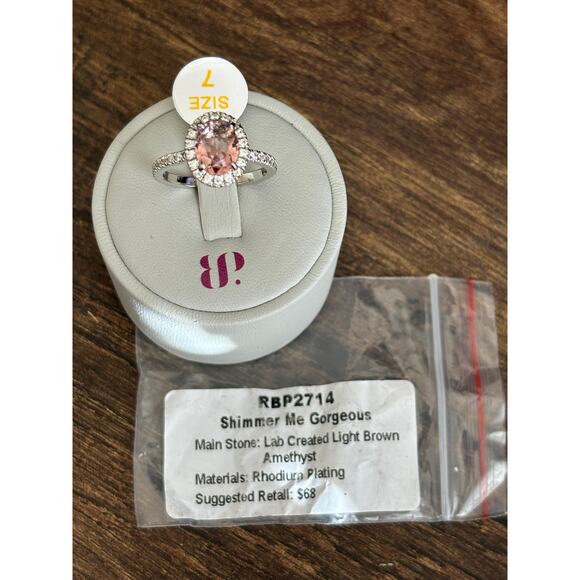 SIZE
7
RBP2714
Shimmer Me Gorgeous
Main Stone: Lab Created Light Brown
Amethyst
Materials: Rhodium Plating
Suggested Retail: $68